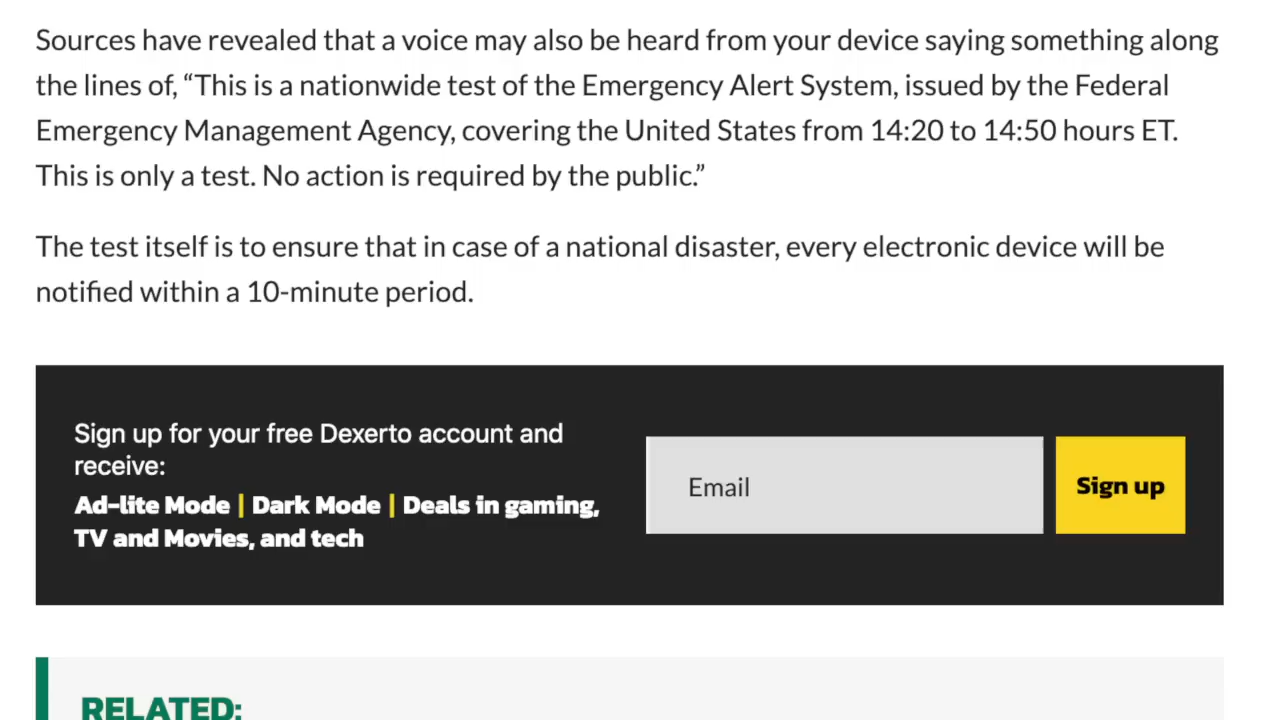 Sources have revealed that a voice may also be heard from your device saying something along
the lines of, “This is a nationwide test of the Emergency Alert System, issued by the Federal
Emergency Management Agency, covering the United States from 14:20 to 14:50 hours ET.
This is only a test. No action is required by the public.”
The test itself is to ensure that in case of a national disaster, every electronic device will be
notified within a 10-minute period.
Sign up for your free Dexerto account and
receive:
Ad-lite Mode | Dark Mode | Deals in gaming,
TV and Movies, and tech
Email
Sign up
RELATED: